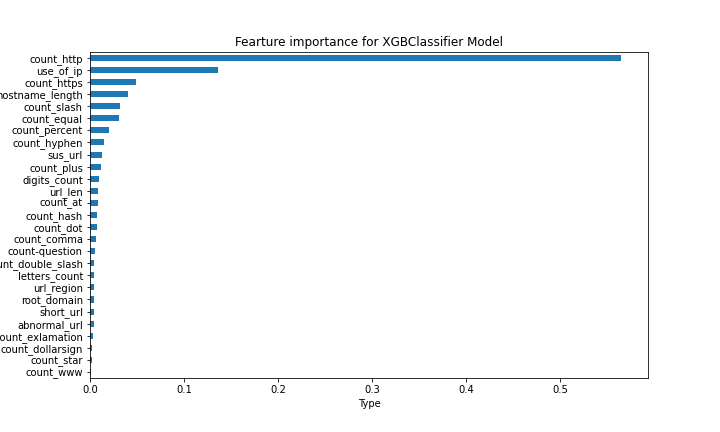 Fearture importance for XGBClassifier Model
count_http
use_of_ip
count_https
hostname_length
count_slash
count_equal
count_percent
count_hyphen
sus_url
count_plus
digits_count
url_len
count_at
count_hash
count_dot
count_comma
count-question
unt_double_slash
letters_count
url_region
root_domain
short_url
abnormal_url
ount_exlamation
count_dollarsign
count_star
count_www
0.0 0.1 0.2 0.3 0.4 0.5
Type